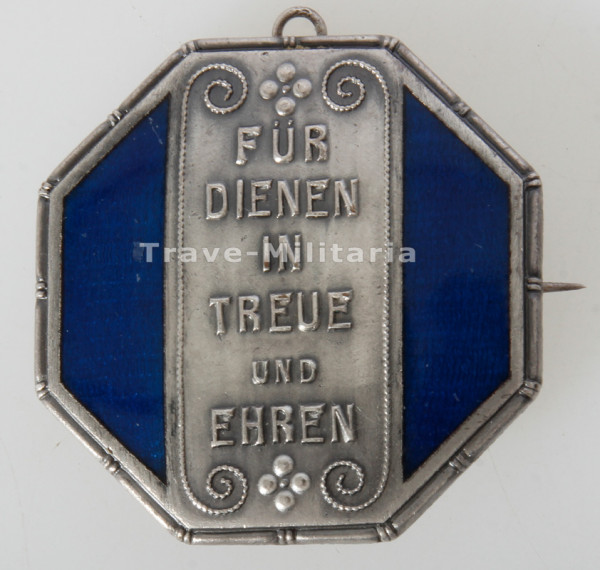 FÜR
DIENEN
IN
TREUE
UND
EHREN
Trave-Militaria